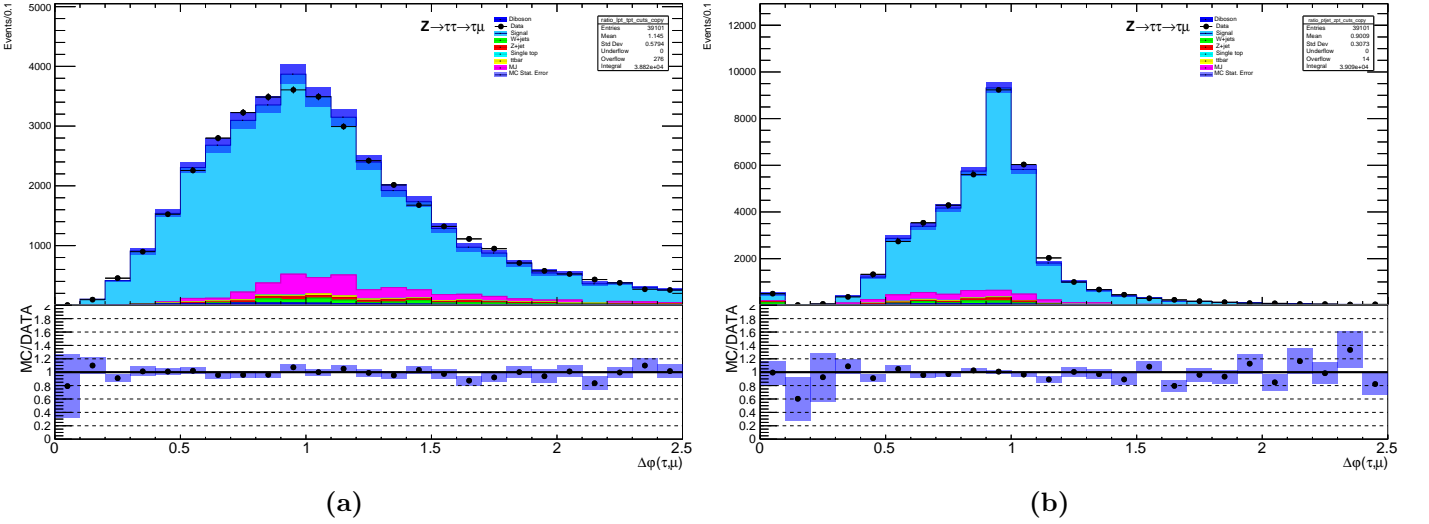 Events/0.1
5000
4000
3000
2000
1000
Z→ττ→τμ
Diboson
Data
Signal
W+jets
Z+jet
Single top
ttbar
MJ
MC Stat. Error
ratio_lpt_tpt_cuts_copy
Entries 39101
Mean 1.145
Std Dev 0.5794
Underflow 0
Overflow 276
Integral 3.882e+04
MC/DATA
2
1.8
1.6
1.4
1.2
1
0.8
0.6
0.4
0.2
0
0 0.5 1 1.5 2 2.5
Δφ(τ,μ)
(a)
Events/0.1
12000
10000
8000
6000
4000
2000
Z→ττ→τμ
Diboson
Data
Signal
W+jets
Z+jet
Single top
ttbar
MJ
MC Stat. Error
ratio_ptjet_zpt_cuts_copy
Entries 39101
Mean 0.9009
Std Dev 0.3073
Underflow 0
Overflow 14
Integral 3.909e+04
MC/DATA
2
1.8
1.6
1.4
1.2
1
0.8
0.6
0.4
0.2
0
0 0.5 1 1.5 2 2.5
Δφ(τ,μ)
(b)